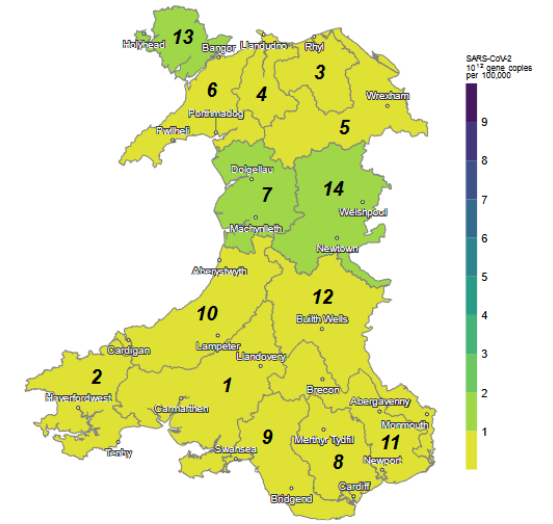 13
Holyhead
Bangor
Llandudno
Rhyl
3
6
4
Wrexham
Porthmadog
5
Pwllheli
Dolgellau
7
14
Welshpool
Machynlleth
Newtown
Aberystwyth
12
10
Builth Wells
Lampeter
Cardigan
Llandovery
2
1
Brecon
Haverfordwest
Carmarthen
Abergavenny
Monmouth
9
Merthyr Tydfil
11
Tenby
Swansea
8
Newport
Cardiff
Bridgend
SARS-CoV-2
10¹² gene copies
per 100,000
9
8
7
6
5
4
3
2
1